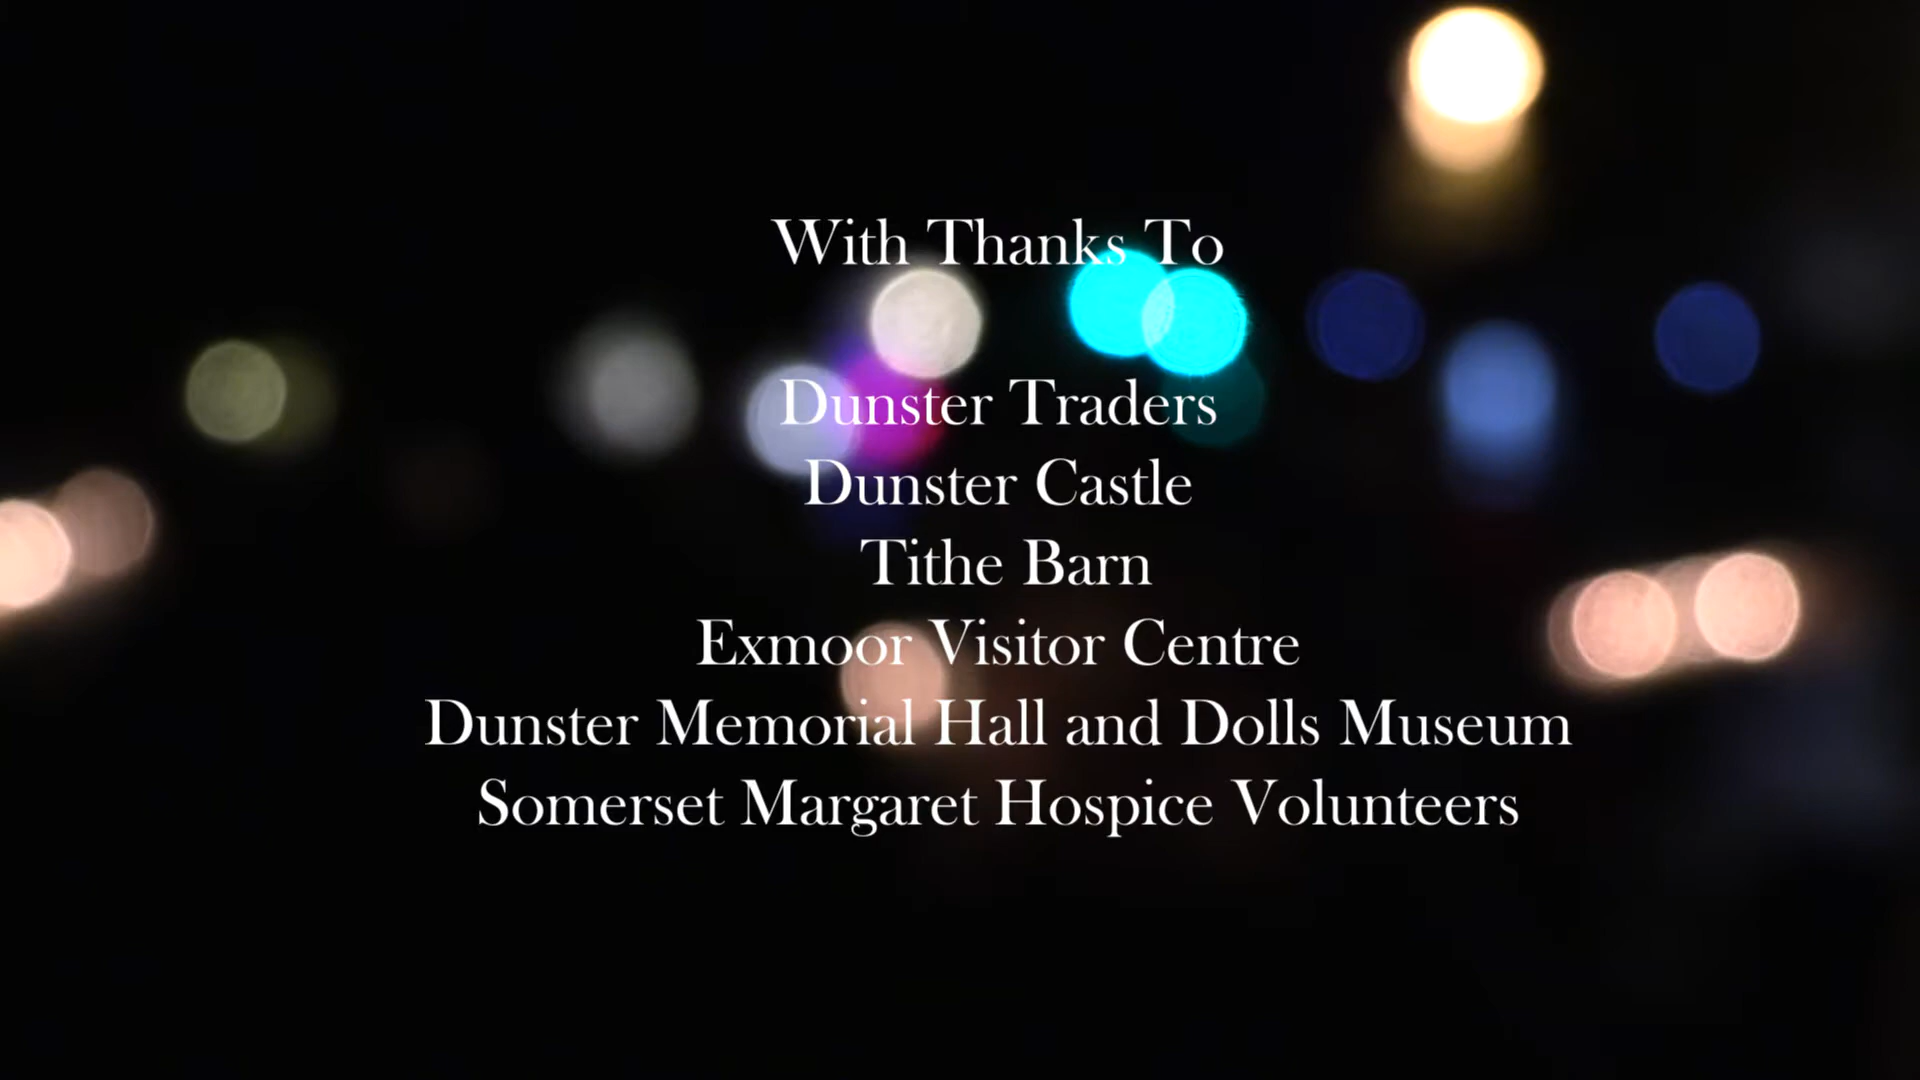 With Thanks To
Dunster Traders
Dunster Castle
Tithe Barn
Exmoor Visitor Centre
Dunster Memorial Hall and Dolls Museum
Somerset Margaret Hospice Volunteers